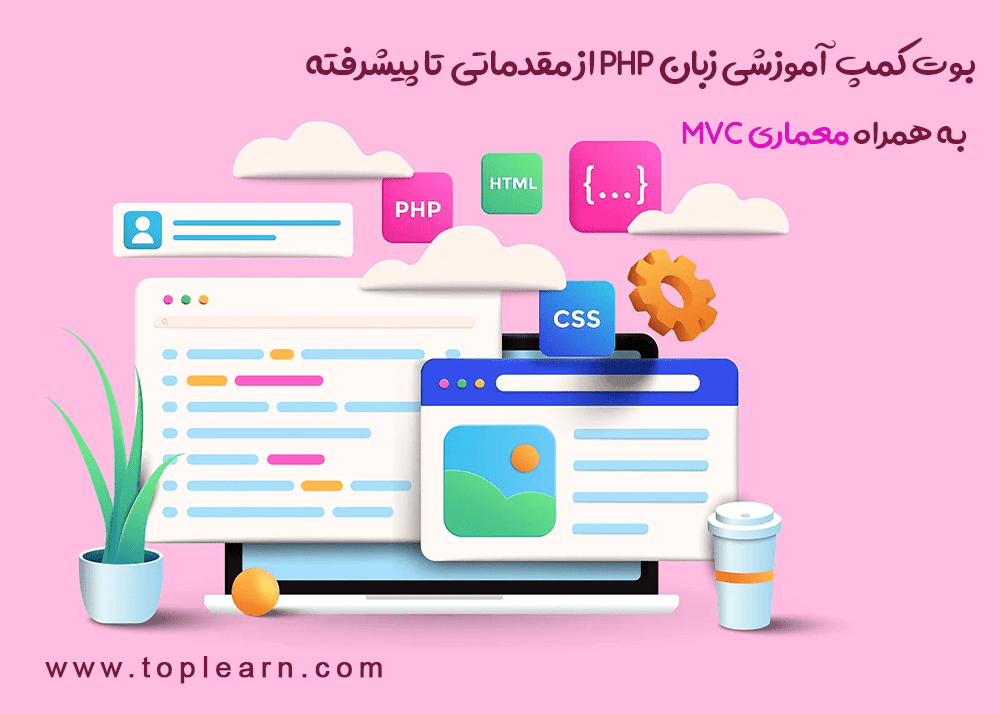 بوت کمپ آموزشی زبان PHP از مقدماتی تا پیشرفته
به همراه معماری MVC
{...}
HTML
PHP
CSS
www.toplearn.com